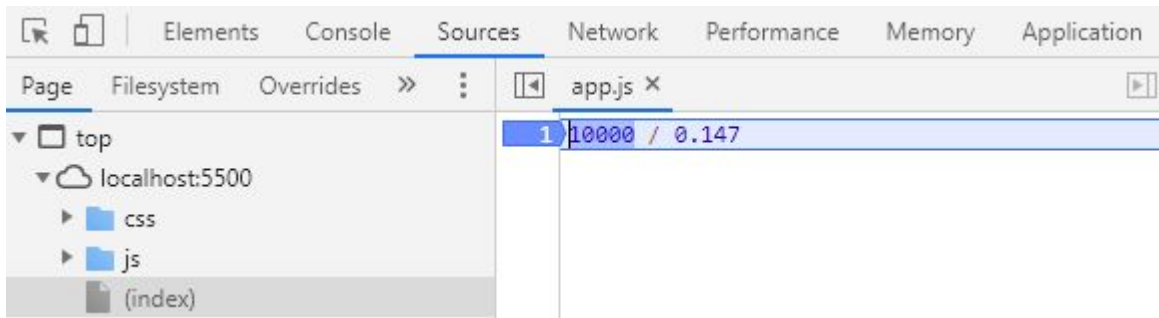 Elements Console Sources Network Performance Memory Application
Page Filesystem Overrides » app.js ×
top
1 10000 / 0.147
localhost:5500
css
js
(index)